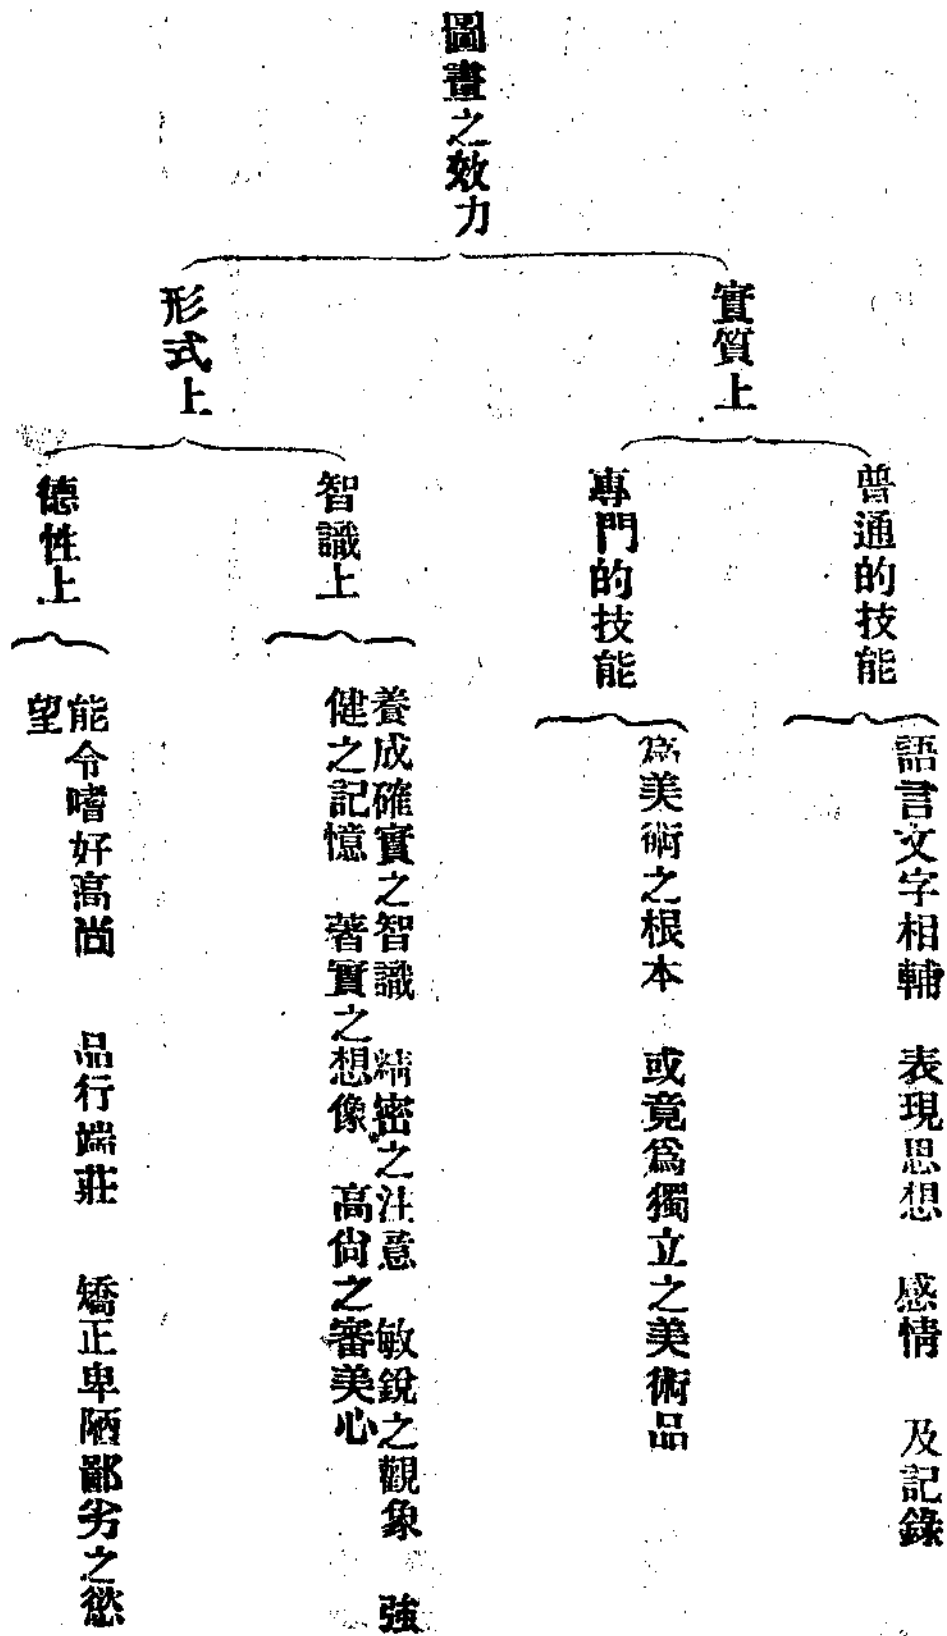 圖畫之效力
實質上
普通的技能
語言文字相輔 表現思想 感情 及記錄
專門的技能
爲美術之根本 或竟爲獨立之美術品
形式上
智識上
養成確實之智識 精密之注意 敏銳之觀象 強
健之記憶 著實之想像 高尙之審美心
德性上
能令嗜好高尙 品行端莊 矯正卑陋鄙劣之慾
望